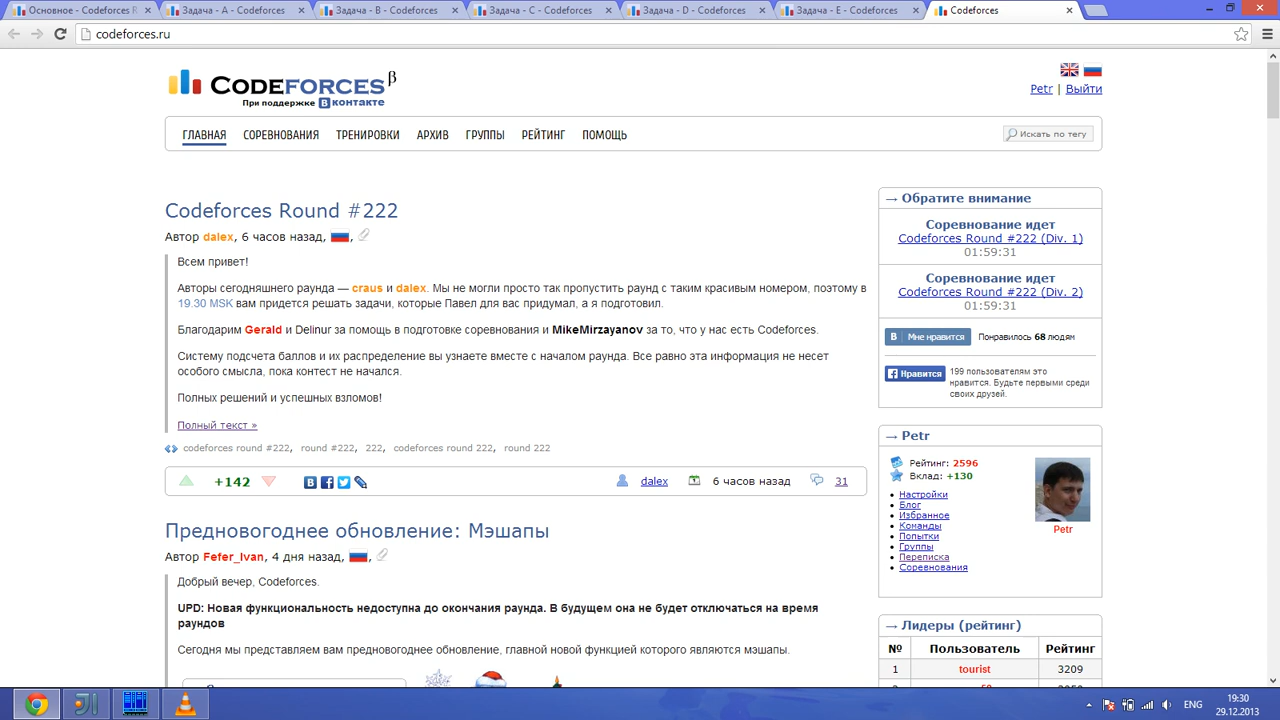 Основное - Codeforces R
Задача - A - Codeforces
Задача - B - Codeforces
Задача - C - Codeforces
Задача - D - Codeforces
Задача - E - Codeforces
Codeforces
codeforces.ru
CODEFORCES β
При поддержке В контакте
Petr | Выйти
ГЛАВНАЯ СОРЕВНОВАНИЯ ТРЕНИРОВКИ АРХИВ ГРУППЫ РЕЙТИНГ ПОМОЩЬ
Искать по тегу
Codeforces Round #222
Автор dalex, 6 часов назад,
Всем привет!
Авторы сегодняшнего раунда — craus и dalex. Мы не могли просто так пропустить раунд с таким красивым номером, поэтому в
19.30 MSK вам придется решать задачи, которые Павел для вас придумал, а я подготовил.
Благодарим Gerald и Delinur за помощь в подготовке соревнования и MikeMirzayanov за то, что у нас есть Codeforces.
Систему подсчета баллов и их распределение вы узнаете вместе с началом раунда. Все равно эта информация не несет
особого смысла, пока контест не начался.
Полных решений и успешных взломов!
Полный текст »
codeforces round #222, round #222, 222, codeforces round 222, round 222
+142
dalex 6 часов назад 31
Предновогоднее обновление: Мэшапы
Автор Fefer_Ivan, 4 дня назад,
Добрый вечер, Codeforces.
UPD: Новая функциональность недоступна до окончания раунда. В будущем она не будет отключаться на время
раундов
Сегодня мы представляем вам предновогоднее обновление, главной новой функцией которого являются мэшапы.
→ Обратите внимание
Соревнование идет
Codeforces Round #222 (Div. 1)
01:59:31
Соревнование идет
Codeforces Round #222 (Div. 2)
01:59:31
В Мне нравится Понравилось 68 людям
Нравится 199 пользователям это
нравится. Будьте первыми среди
своих друзей.
→ Petr
Рейтинг: 2596
Вклад: +130
Настройки
Блог
Избранное
Команды
Попытки
Группы
Переписка
Соревнования
Petr
→ Лидеры (рейтинг)
№ Пользователь Рейтинг
1 tourist 3209
ENG
19:30
29.12.2013